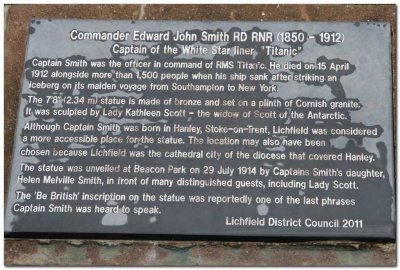 Commander Edward John Smith RD RNR (1850 - 1912)
Captain of the White Star liner, "Titanic"
Captain Smith was the officer in command of RMS Titanic. He died on 15 April
1912 alongside more than 1,500 people when his ship sank after striking an
iceberg on its maiden voyage from Southampton to New York.
The 7'8" (2.34 m) statue is made of bronze and set on a plinth of Cornish granite.
It was sculpted by Lady Kathleen Scott - the widow of Scott of the Antarctic.
Although Captain Smith was born in Hanley, Stoke-on-Trent, Lichfield was considered
a more accessible place for the statue. The location may also have been
chosen because Lichfield was the cathedral city of the diocese that covered Hanley.
The statue was unveiled at Beacon Park on 29 July 1914 by Captains Smith's daughter,
Helen Melville Smith, in front of many distinguished guests, including Lady Scott.
The 'Be British' inscription on the statue was reportedly one of the last phrases
Captain Smith was heard to speak.
Lichfield District Council 2011